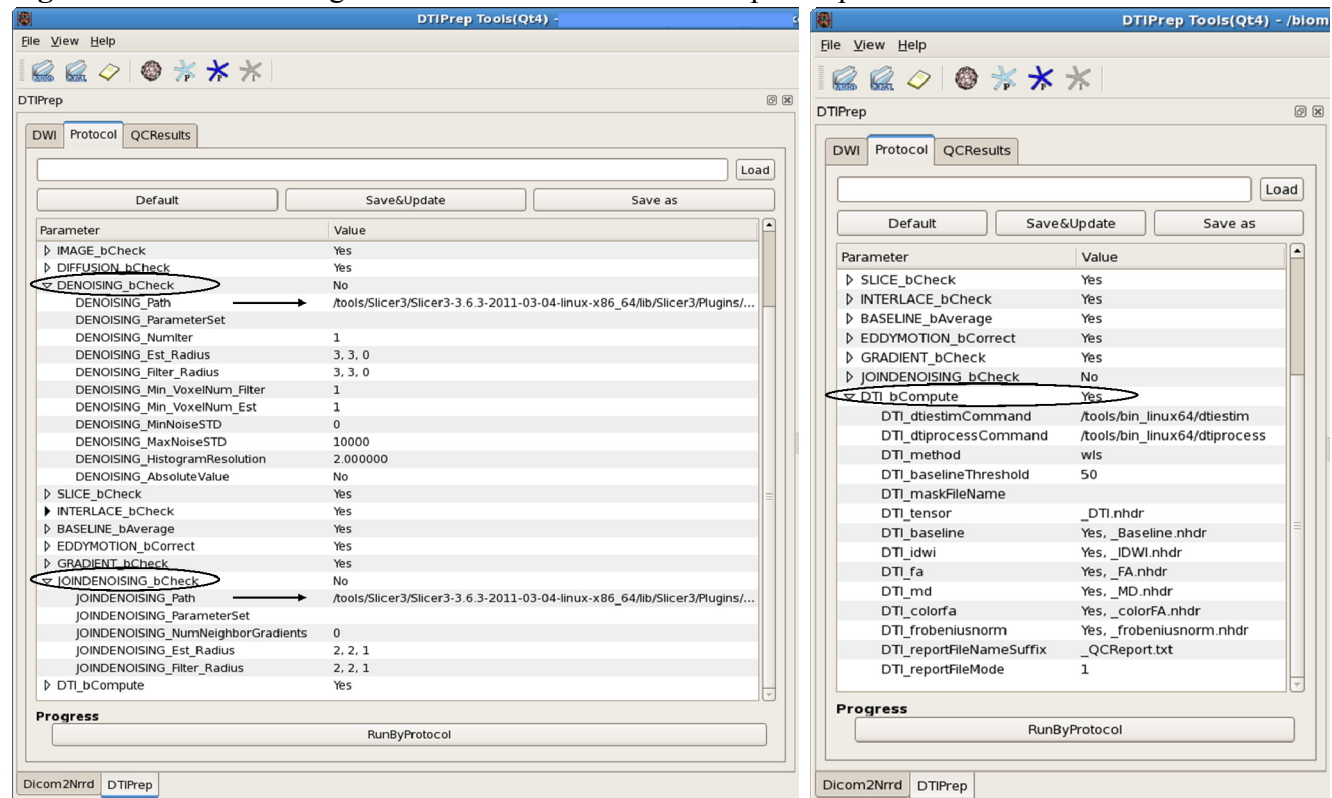 DTIPrep Tools(Qt4) -
File View Help
DTIPrep
DWI Protocol QCResults
Load
Default Save&Update Save as
Parameter Value
IMAGE_bCheck Yes
DIFFUSION_bCheck Yes
DENOISING_bCheck No
DENOISING_Path /tools/Slicer3/Slicer3-3.6.3-2011-03-04-linux-x86_64/lib/Slicer3/Plugins/...
DENOISING_ParameterSet
DENOISING_NumIter 1
DENOISING_Est_Radius 3, 3, 0
DENOISING_Filter_Radius 3, 3, 0
DENOISING_Min_VoxelNum_Filter 1
DENOISING_Min_VoxelNum_Est 1
DENOISING_MinNoiseSTD 0
DENOISING_MaxNoiseSTD 10000
DENOISING_HistogramResolution 2.000000
DENOISING_AbsoluteValue No
SLICE_bCheck Yes
INTERLACE_bCheck Yes
BASELINE_bAverage Yes
EDDYMOTION_bCorrect Yes
GRADIENT_bCheck Yes
JOINDENOISING_bCheck No
JOINDENOISING_Path /tools/Slicer3/Slicer3-3.6.3-2011-03-04-linux-x86_64/lib/Slicer3/Plugins/...
JOINDENOISING_ParameterSet
JOINDENOISING_NumNeighborGradients 0
JOINDENOISING_Est_Radius 2, 2, 1
JOINDENOISING_Filter_Radius 2, 2, 1
DTI_bCompute Yes
Progress
RunByProtocol
Dicom2Nrrd DTIPrep
DTIPrep Tools(Qt4) - /biom
File View Help
DTIPrep
DWI Protocol QCResults
Load
Default Save&Update Save as
Parameter Value
SLICE_bCheck Yes
INTERLACE_bCheck Yes
BASELINE_bAverage Yes
EDDYMOTION_bCorrect Yes
GRADIENT_bCheck Yes
JOINDENOISING_bCheck No
DTI_bCompute Yes
DTI_dtiestimCommand /tools/bin_linux64/dtiestim
DTI_dtiprocessCommand /tools/bin_linux64/dtiprocess
DTI_method wls
DTI_baselineThreshold 50
DTI_maskFileName
DTI_tensor _DTI.nhdr
DTI_baseline Yes, _Baseline.nhdr
DTI_idwi Yes, _IDWI.nhdr
DTI_fa Yes, _FA.nhdr
DTI_md Yes, _MD.nhdr
DTI_colorfa Yes, _colorFA.nhdr
DTI_frobeniusnorm Yes, _frobeniusnorm.nhdr
DTI_reportFileNameSuffix _QCReport.txt
DTI_reportFileMode 1
Progress
RunByProtocol
Dicom2Nrrd DTIPrep